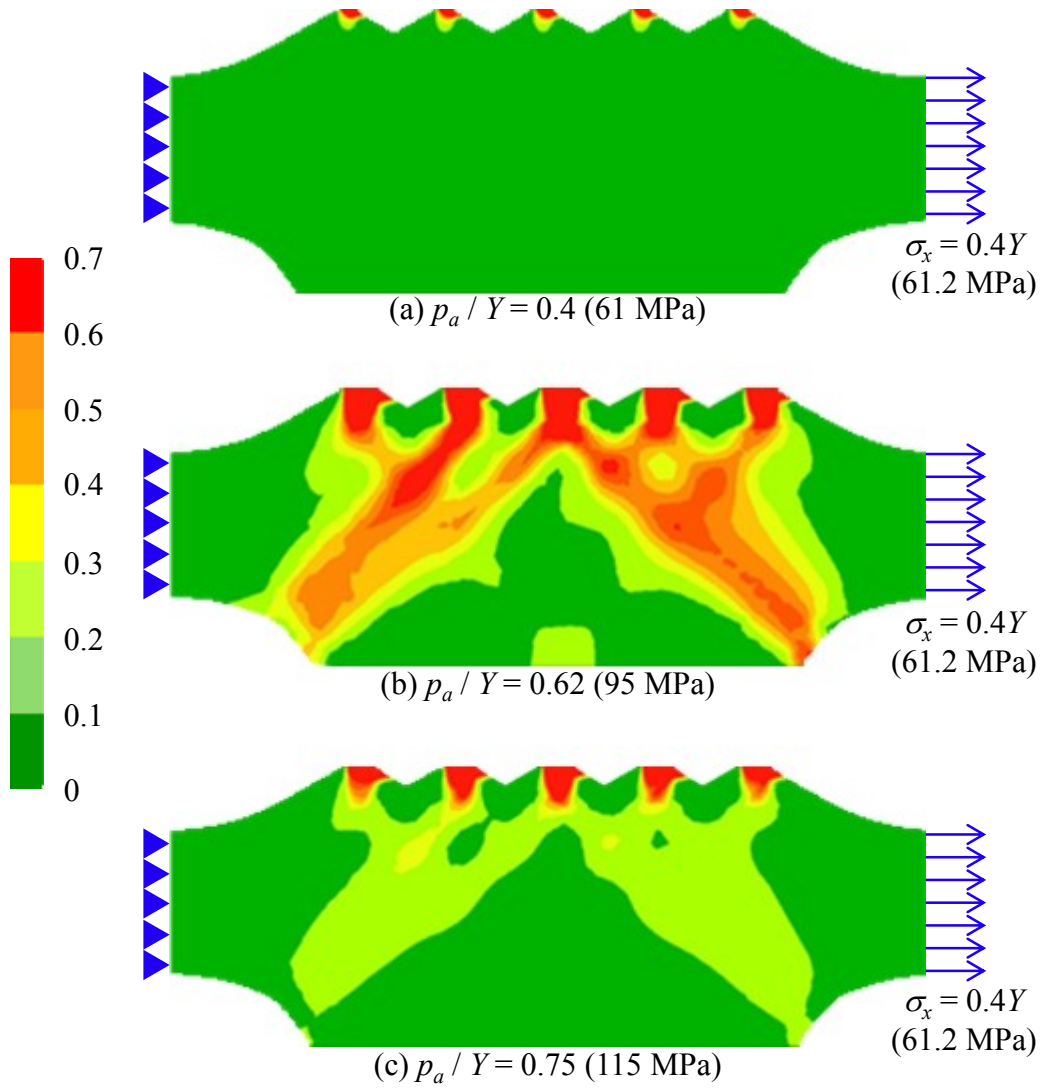 σx = 0.4Y
(61.2 MPa)
(a) pa / Y = 0.4 (61 MPa)
0.7
0.6
0.5
0.4
0.3
0.2
0.1
0
σx = 0.4Y
(61.2 MPa)
(b) pa / Y = 0.62 (95 MPa)
σx = 0.4Y
(61.2 MPa)
(c) pa / Y = 0.75 (115 MPa)